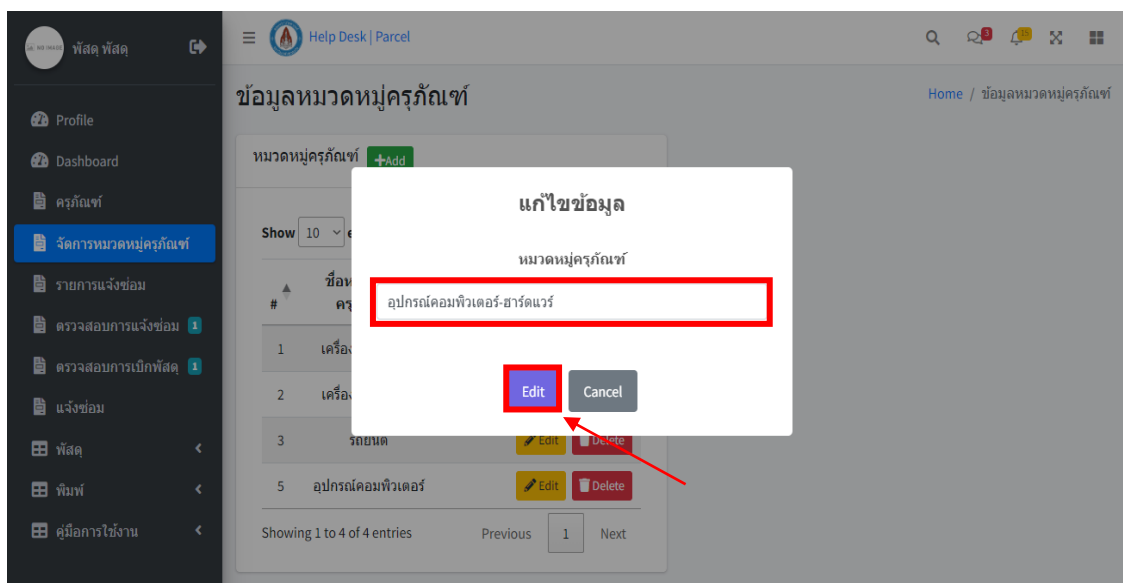 พัสดุ พัสดุ
Help Desk | Parcel
3
15
Profile
Dashboard
ครุภัณฑ์
จัดการหมวดหมู่ครุภัณฑ์
รายการแจ้งซ่อม
ตรวจสอบการแจ้งซ่อม 1
ตรวจสอบการเบิกพัสดุ 1
แจ้งซ่อม
พัสดุ
พิมพ์
คู่มือการใช้งาน
ข้อมูลหมวดหมู่ครุภัณฑ์
Home / ข้อมูลหมวดหมู่ครุภัณฑ์
หมวดหมู่ครุภัณฑ์ +Add
แก้ไขข้อมูล
Show 10
หมวดหมู่ครุภัณฑ์
#
อุปกรณ์คอมพิวเตอร์-ฮาร์ดแวร์
1
2
Edit Cancel
3 รถยนต์ Edit Delete
5 อุปกรณ์คอมพิวเตอร์ Edit Delete
Showing 1 to 4 of 4 entries Previous 1 Next